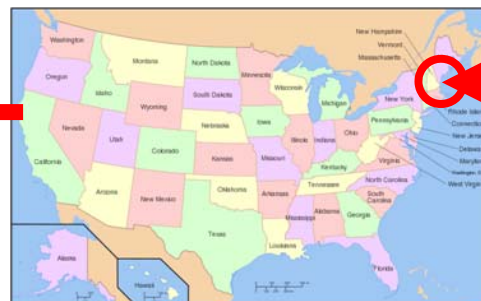 New Hampshire
Vermont
Massachusetts
Washington
Montana
North Dakota
Minnesota
Oregon
Idaho
Wyoming
South Dakota
Wisconsin
Michigan
New York
Nevada
Utah
Colorado
Nebraska
Iowa
Illinois
Indiana
Ohio
Pennsylvania
Rhode Island
Connecticut
New Jersey
Delaware
Maryland
West Virginia
California
Kansas
Missouri
Kentucky
Virginia
Arizona
New Mexico
Oklahoma
Arkansas
Tennessee
North Carolina
South Carolina
Texas
Louisiana
Mississippi
Alabama
Georgia
Florida
Alaska
Hawaii